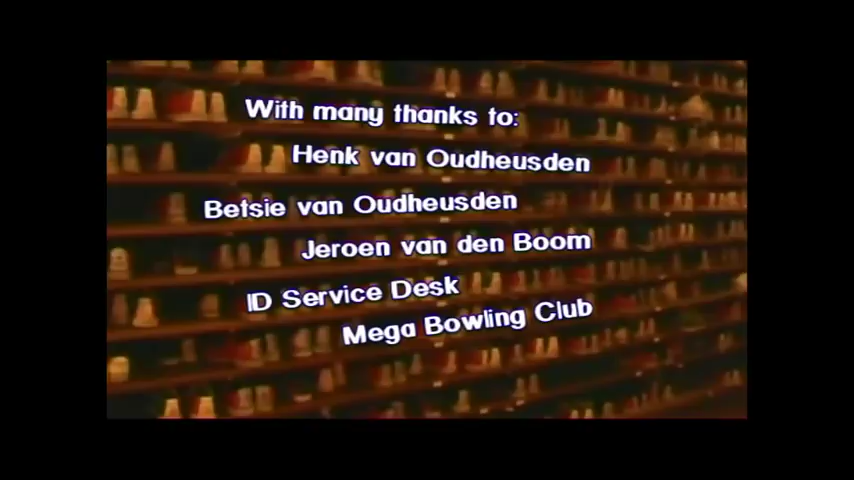 With many thanks to:
Henk van Oudheusden
Betsie van Oudheusden
Jeroen van den Boom
ID Service Desk
Mega Bowling Club